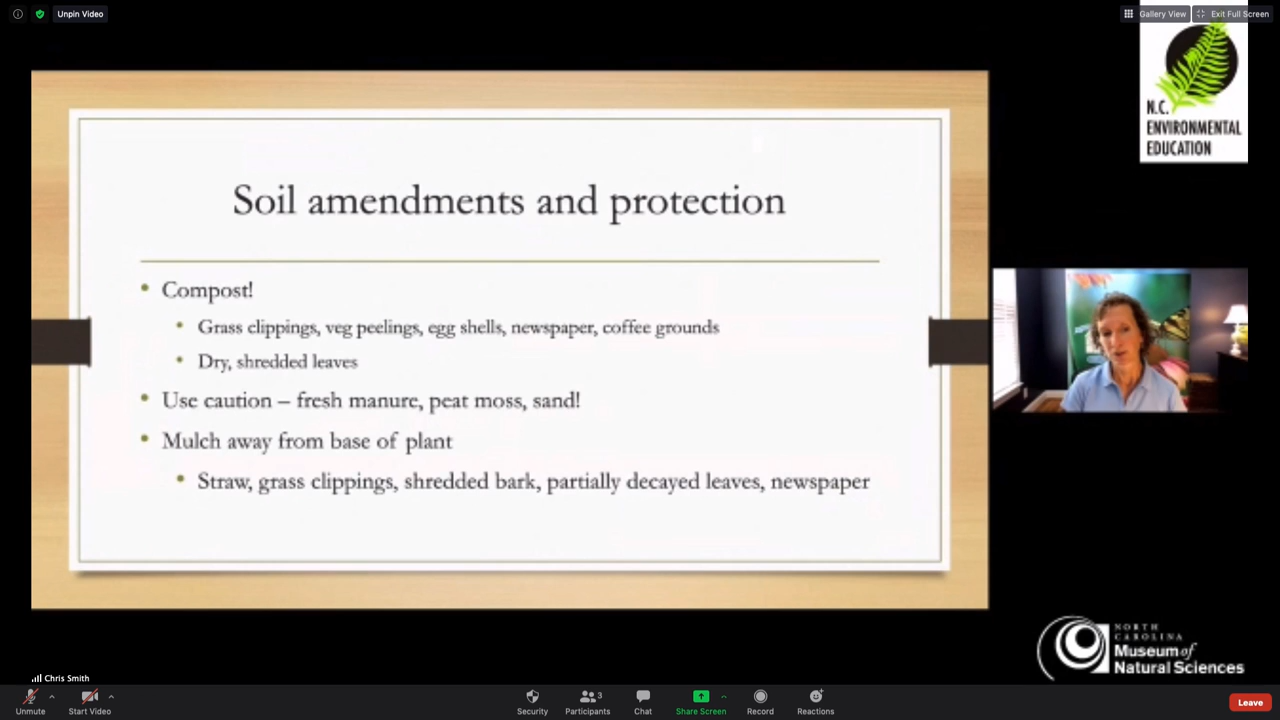 Unpin Video
Gallery View
Exit Full Screen
N.C.
ENVIRONMENTAL
EDUCATION
Soil amendments and protection
Compost!
Grass clippings, veg peelings, egg shells, newspaper, coffee grounds
Dry, shredded leaves
Use caution – fresh manure, peat moss, sand!
Mulch away from base of plant
Straw, grass clippings, shredded bark, partially decayed leaves, newspaper
NORTH
CAROLINA
Museum of
Natural Sciences
Chris Smith
Unmute
Start Video
Security
Participants 3
Chat
Share Screen
Record
Reactions
Leave